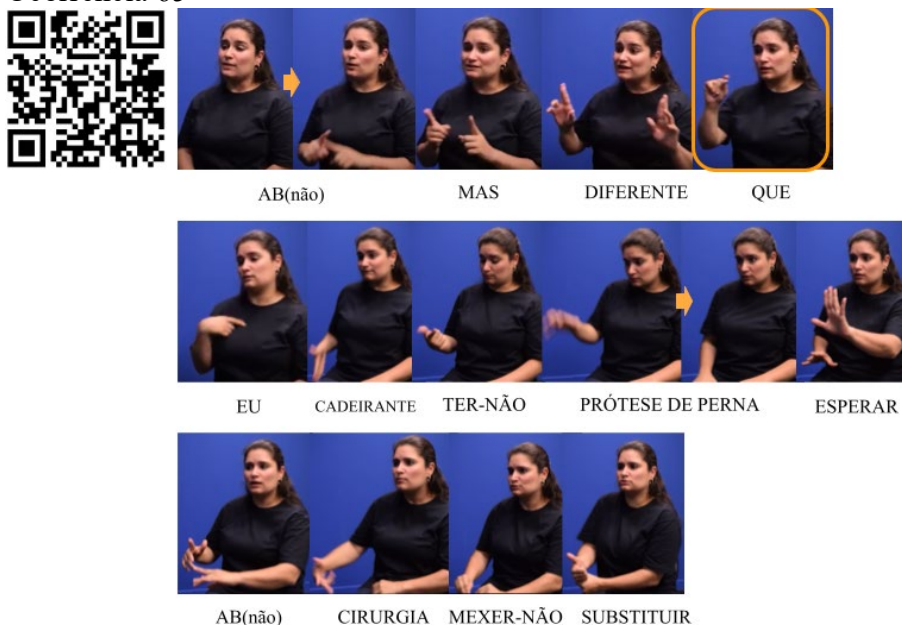 AB(não) MAS DIFERENTE QUE
EU CADEIRANTE TER-NÃO PRÓTESE DE PERNA ESPERAR
AB(não) CIRURGIA MEXER-NÃO SUBSTITUIR